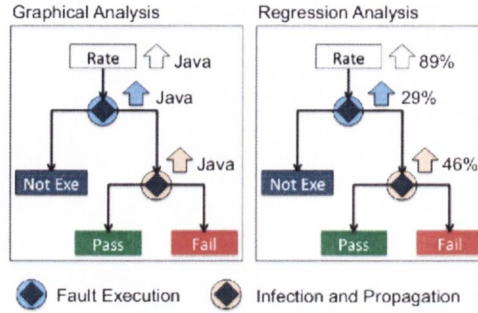 Graphical Analysis
Rate
Java
Java
Java
Not Exe
Pass
Fail
Regression Analysis
Rate
89%
29%
46%
Not Exe
Pass
Fail
Fault Execution
Infection and Propagation